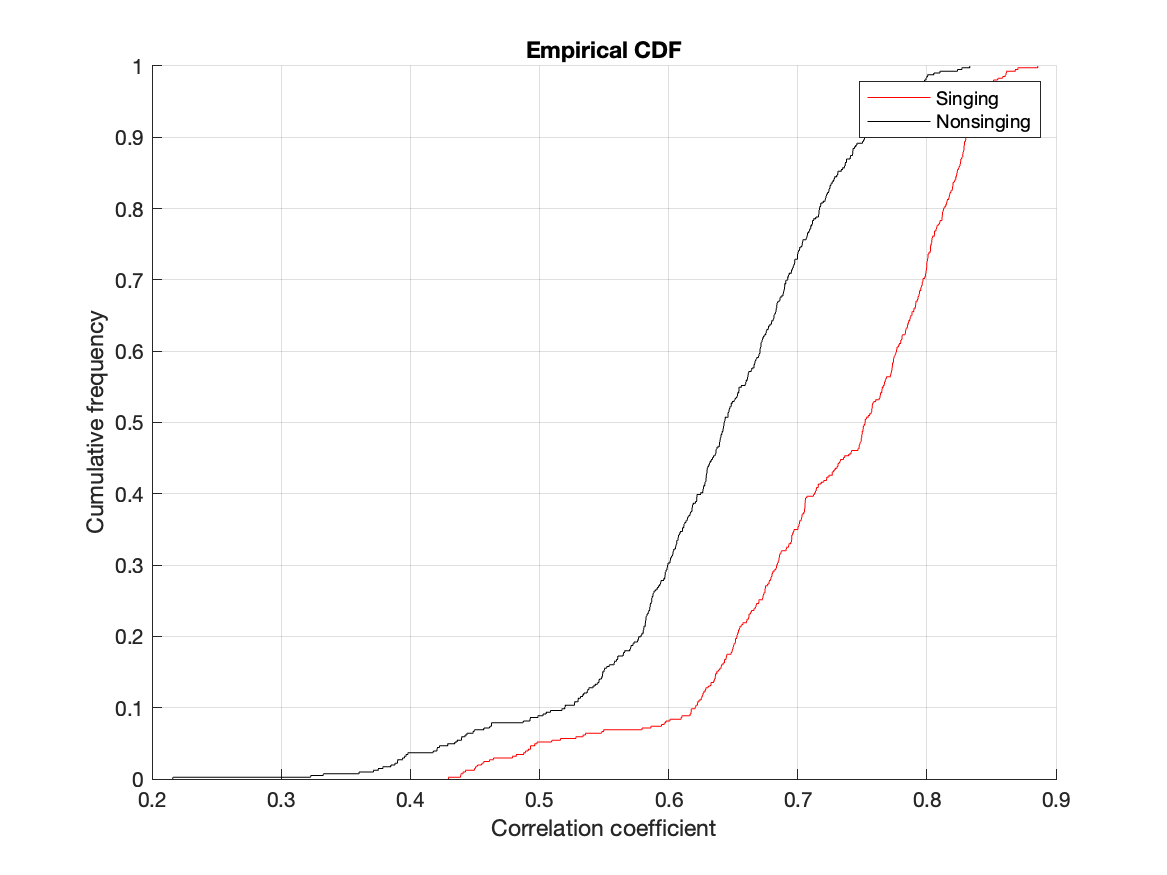 Empirical CDF
1
0.9
0.8
0.7
0.6
0.5
0.4
0.3
0.2
0.1
0
Cumulative frequency
Singing
Nonsinging
0.2 0.3 0.4 0.5 0.6 0.7 0.8 0.9
Correlation coefficient